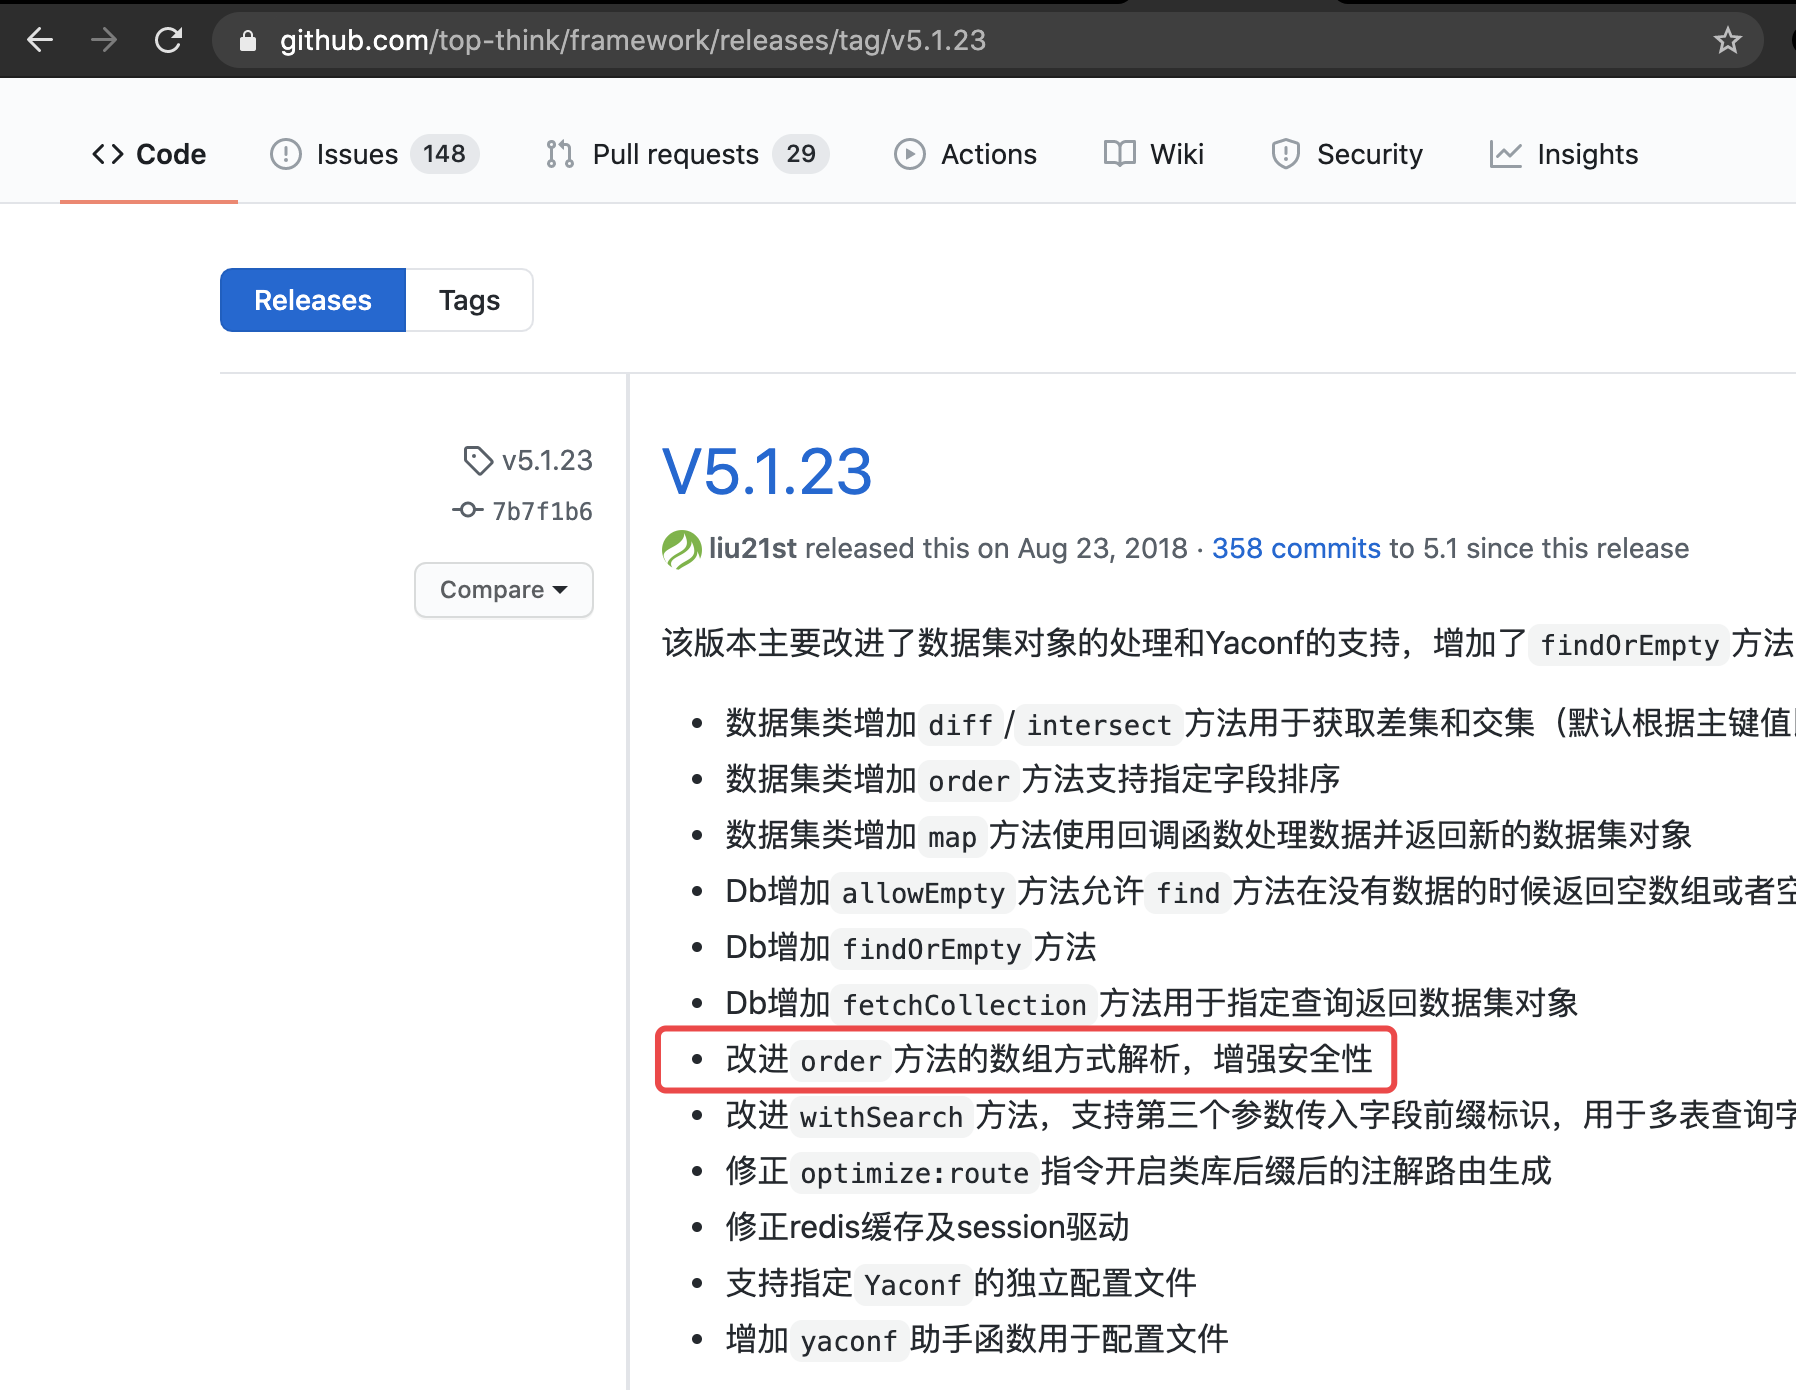 github.com/top-think/framework/releases/tag/v5.1.23
Code Issues 148 Pull requests 29 Actions Wiki Security Insights
Releases Tags
v5.1.23
7b7f1b6
Compare
V5.1.23
liu21st released this on Aug 23, 2018 · 358 commits to 5.1 since this release
该版本主要改进了数据集对象的处理和Yaconf的支持，增加了 findOrEmpty 方法
• 数据集类增加 diff / intersect 方法用于获取差集和交集（默认根据主键值
• 数据集类增加 order 方法支持指定字段排序
• 数据集类增加 map 方法使用回调函数处理数据并返回新的数据集对象
• Db增加 allowEmpty 方法允许 find 方法在没有数据的时候返回空数组或者空
• Db增加 findOrEmpty 方法
• Db增加 fetchCollection 方法用于指定查询返回数据集对象
• 改进 order 方法的数组方式解析，增强安全性
• 改进 withSearch 方法，支持第三个参数传入字段前缀标识，用于多表查询字
• 修正 optimize:route 指令开启类库后缀后的注解路由生成
• 修正redis缓存及session驱动
• 支持指定 Yaconf 的独立配置文件
• 增加 yaconf 助手函数用于配置文件